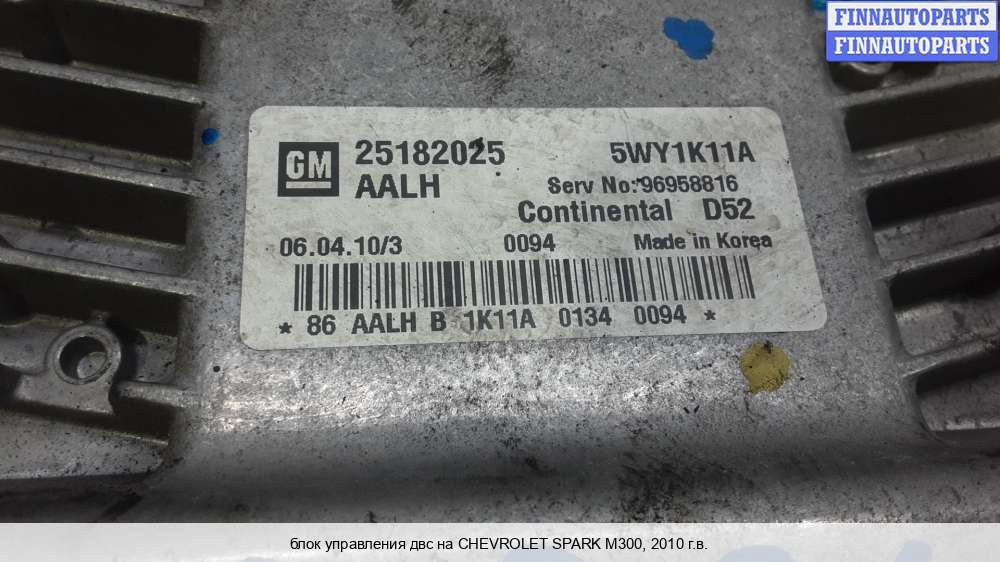 FINNAUTOPARTS
FINNAUTOPARTS
GM 25182025 5WY1K11A
AALH Serv No: 96958816
Continental D52
06.04.10/3 0094 Made in Korea
* 86 AALH B 1K11A 0134 0094 *
блок управления двс на CHEVROLET SPARK M300, 2010 г.в.